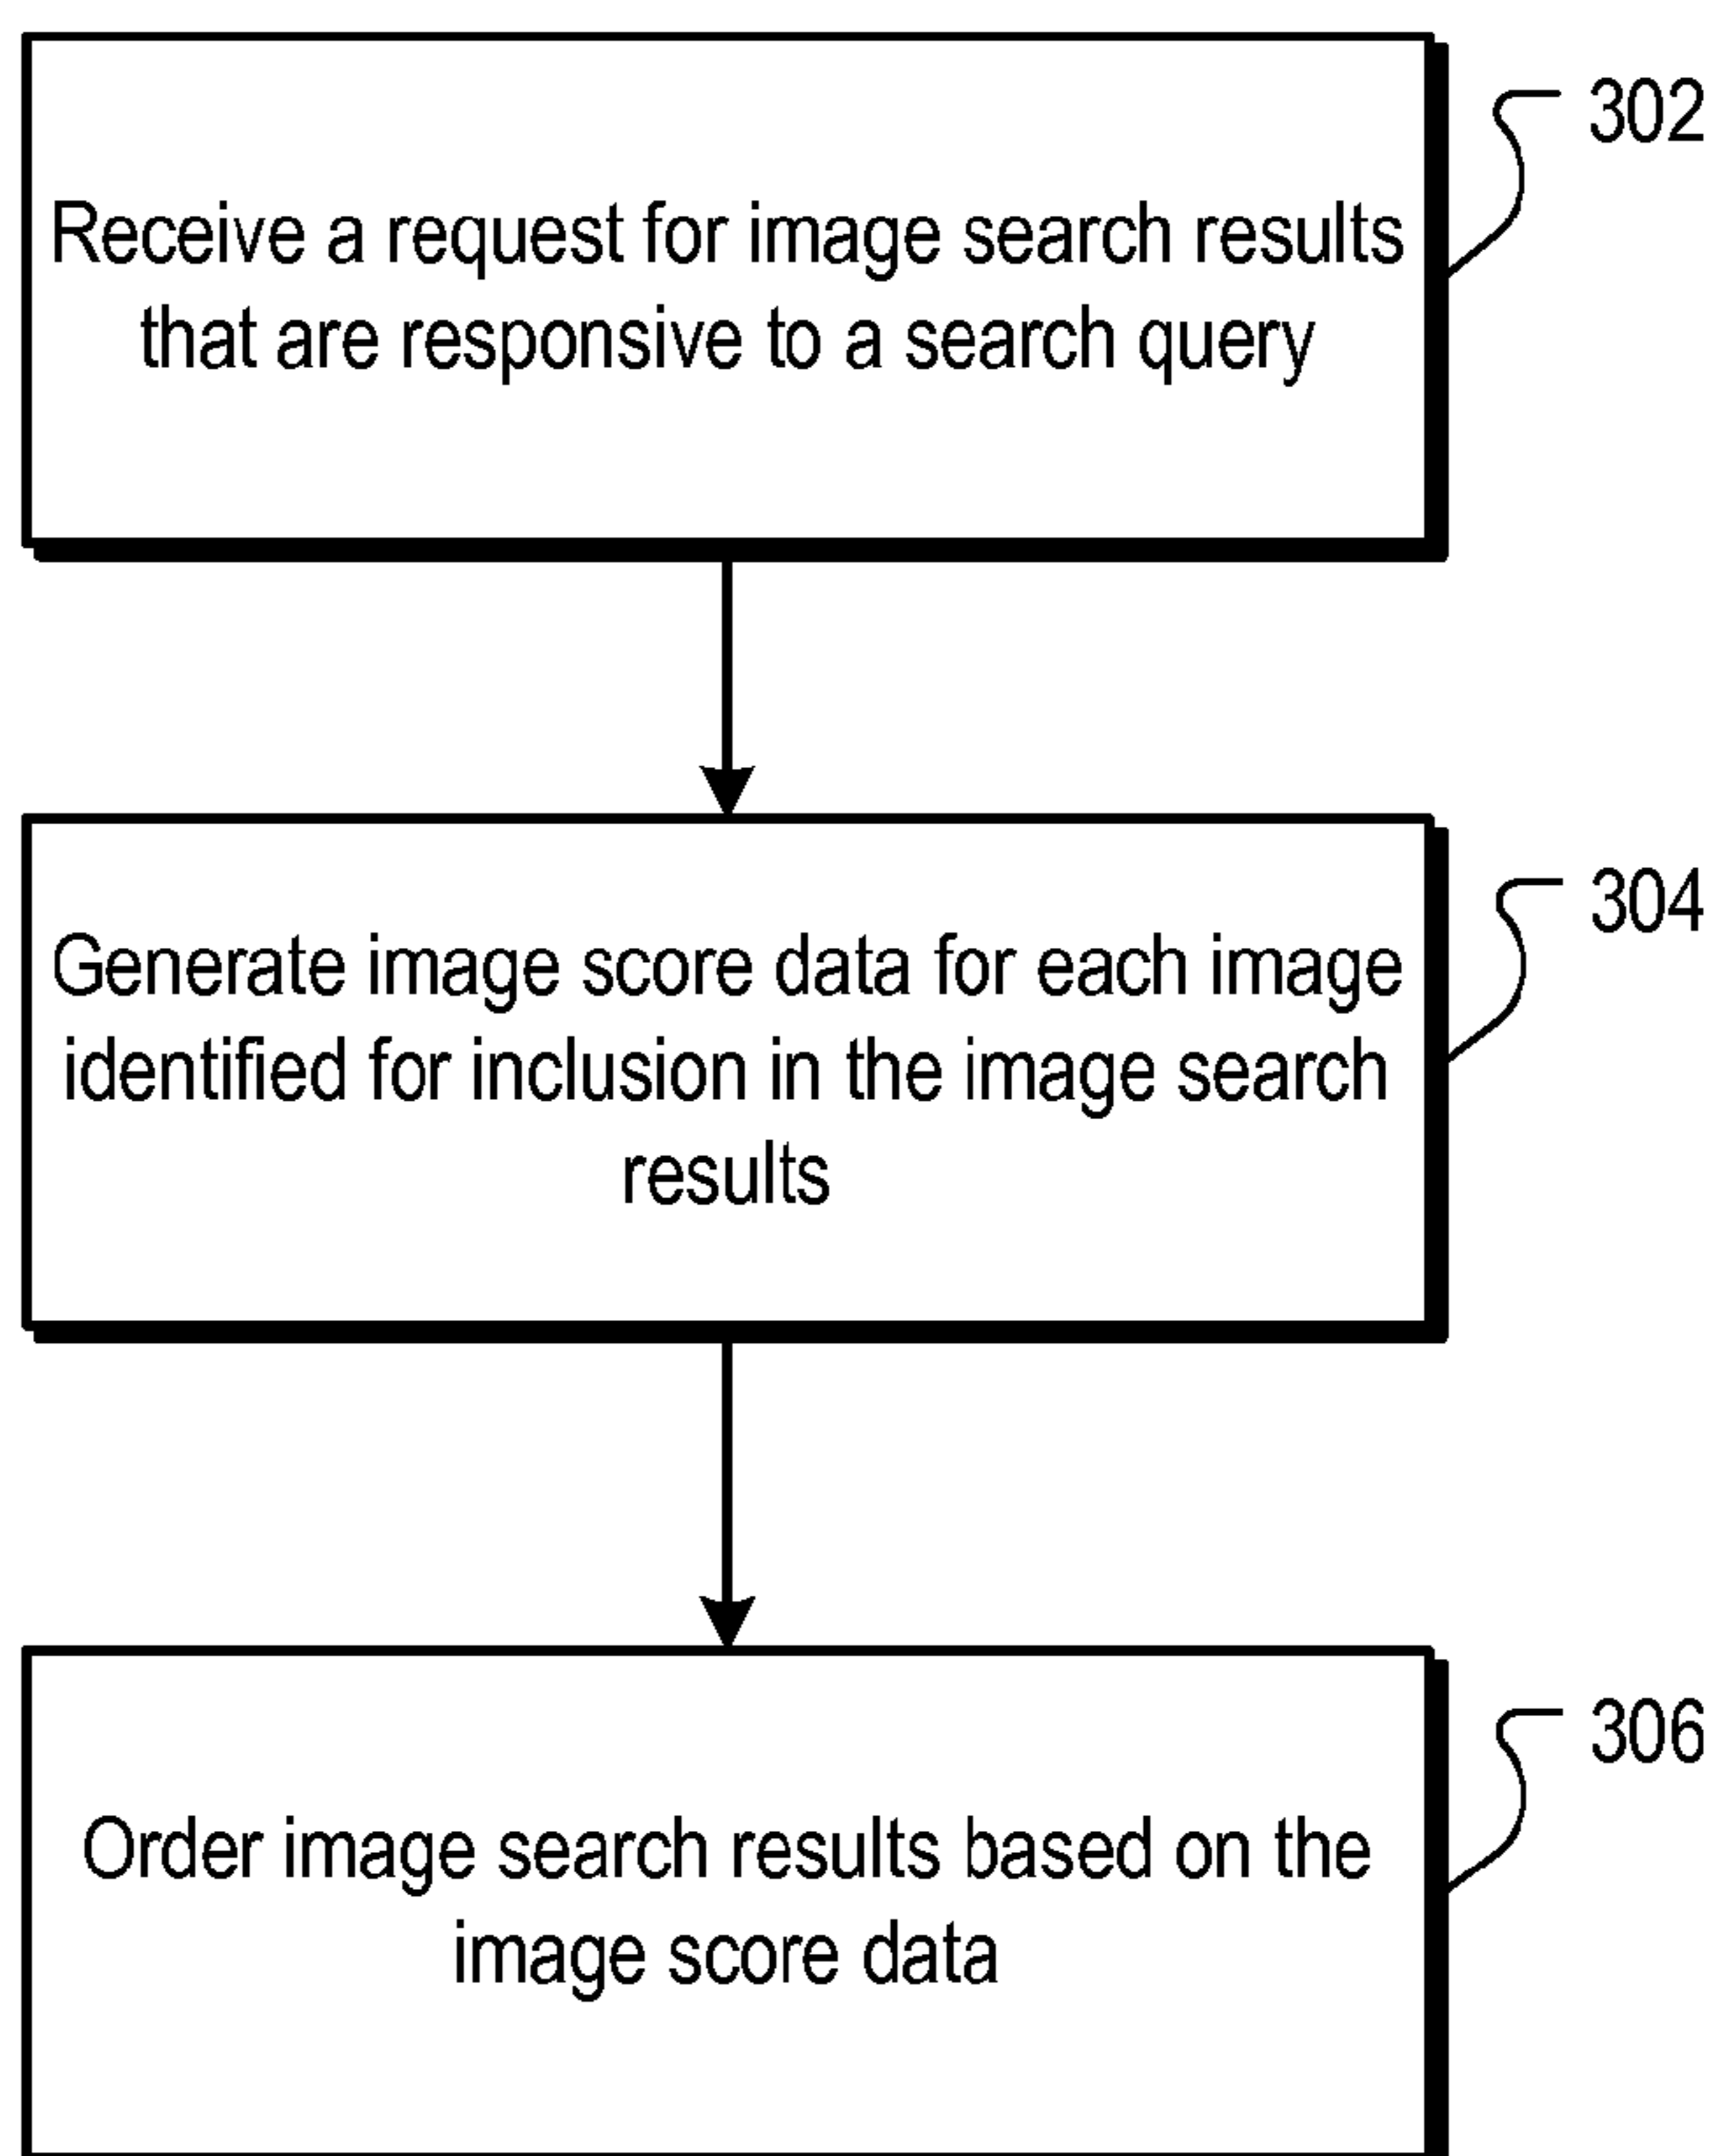 302
Receive a request for image search results
that are responsive to a search query
304
Generate image score data for each image
identified for inclusion in the image search
results
306
Order image search results based on the
image score data